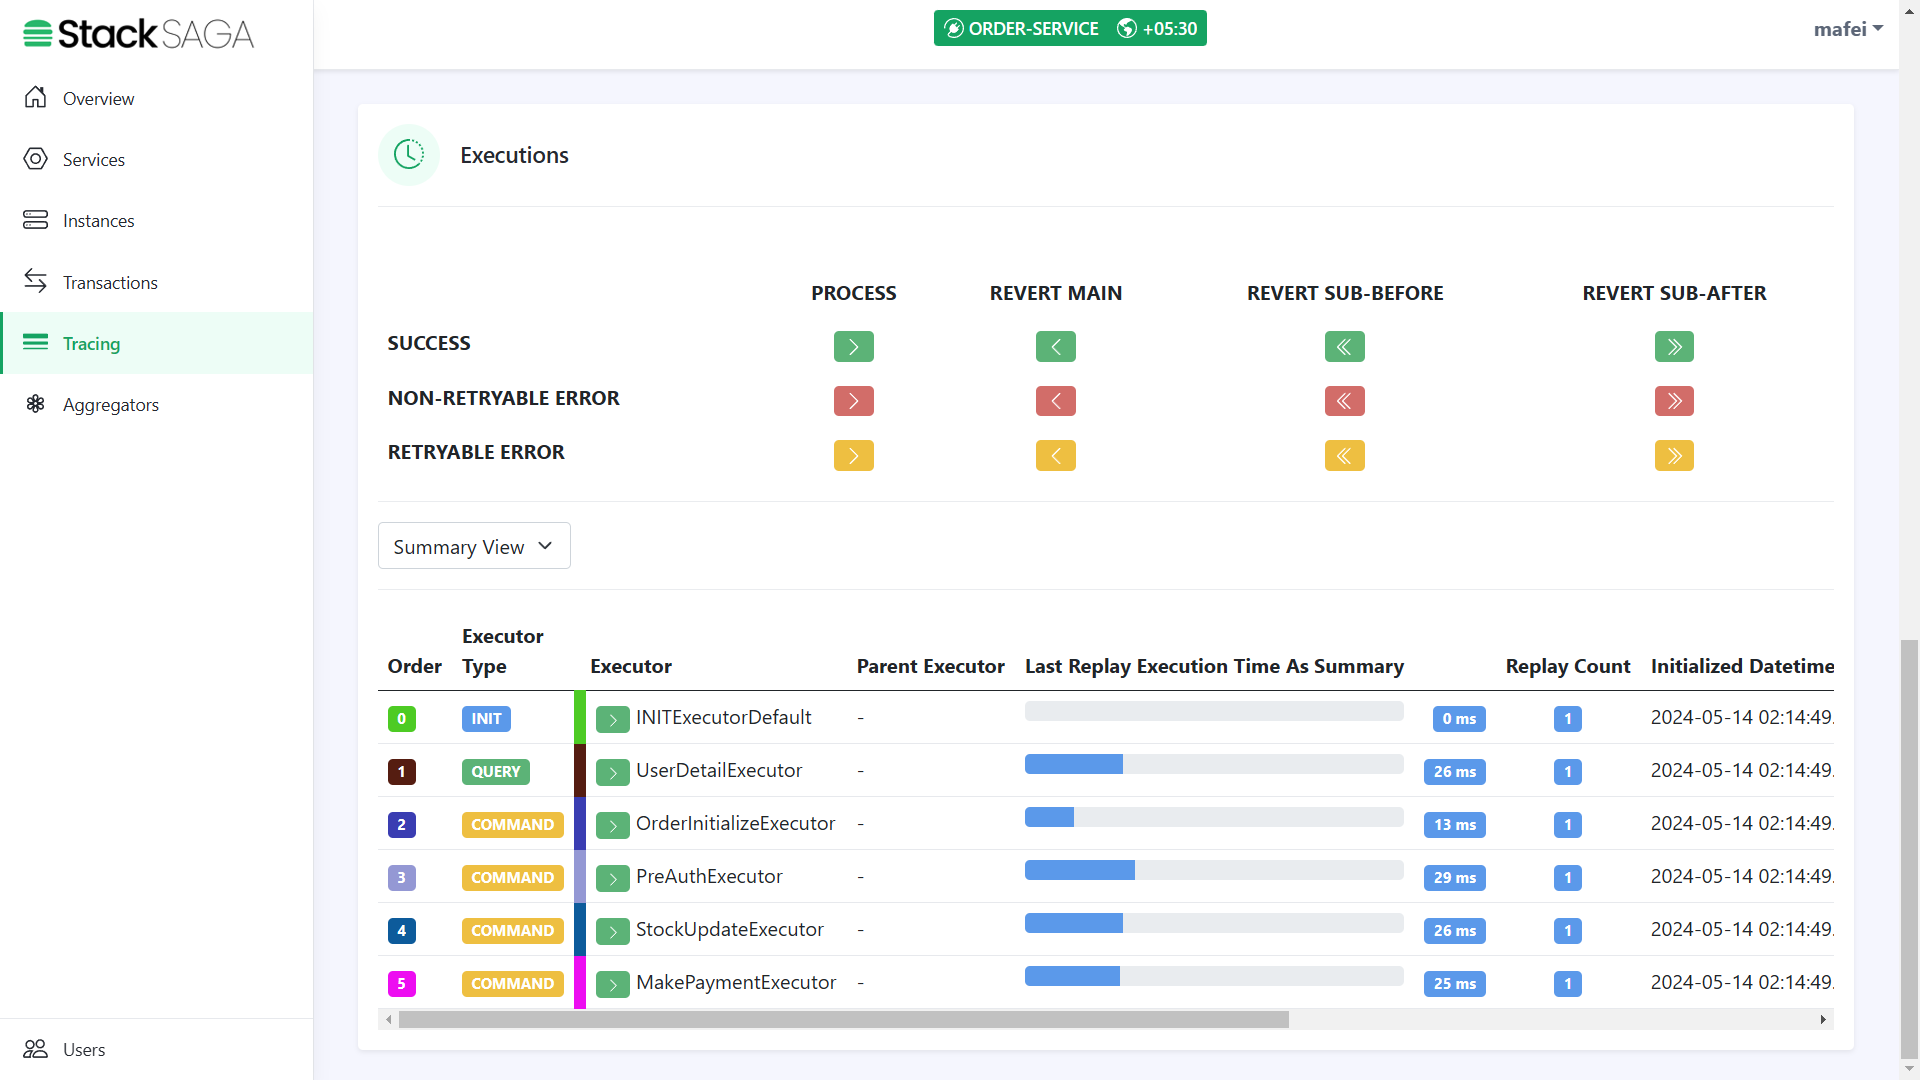 StackSAGA
ORDER-SERVICE +05:30
mafei
Overview
Services
Instances
Transactions
Tracing
Aggregators
Users
Executions
PROCESS REVERT MAIN REVERT SUB-BEFORE REVERT SUB-AFTER
SUCCESS
NON-RETRYABLE ERROR
RETRYABLE ERROR
Summary View
Order Executor Type Executor Parent Executor Last Replay Execution Time As Summary Replay Count Initialized Datetime
0 INIT INITExecutorDefault - 0 ms 1 2024-05-14 02:14:49.
1 QUERY UserDetailExecutor - 26 ms 1 2024-05-14 02:14:49.
2 COMMAND OrderInitializeExecutor - 13 ms 1 2024-05-14 02:14:49.
3 COMMAND PreAuthExecutor - 29 ms 1 2024-05-14 02:14:49.
4 COMMAND StockUpdateExecutor - 26 ms 1 2024-05-14 02:14:49.
5 COMMAND MakePaymentExecutor - 25 ms 1 2024-05-14 02:14:49.